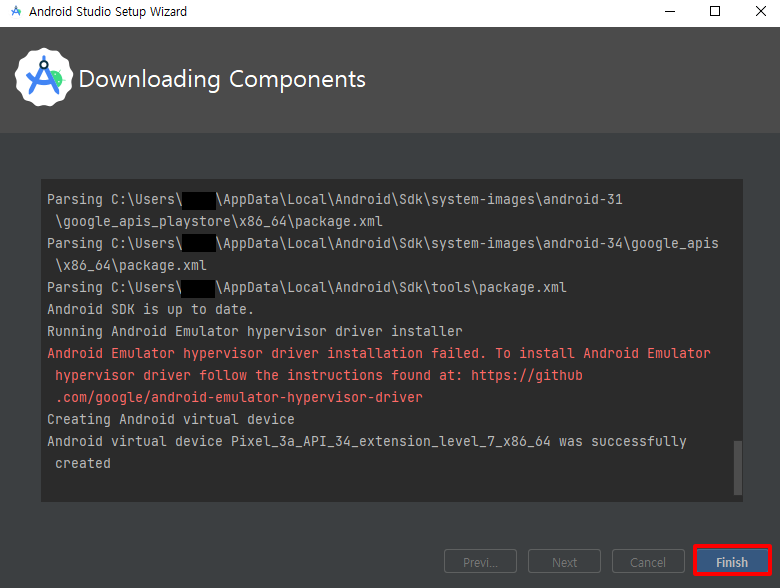 Android Studio Setup Wizard
Downloading Components
Parsing C:\Users\ \AppData\Local\Android\Sdk\system-images\android-31
\google_apis_playstore\x86_64\package.xml
Parsing C:\Users\ \AppData\Local\Android\Sdk\system-images\android-34\google_apis
\x86_64\package.xml
Parsing C:\Users\ \AppData\Local\Android\Sdk\tools\package.xml
Android SDK is up to date.
Running Android Emulator hypervisor driver installer
Android Emulator hypervisor driver installation failed. To install Android Emulator
hypervisor driver follow the instructions found at: https://github
.com/google/android-emulator-hypervisor-driver
Creating Android virtual device
Android virtual device Pixel_3a_API_34_extension_level_7_x86_64 was successfully
created
Previ... Next Cancel Finish